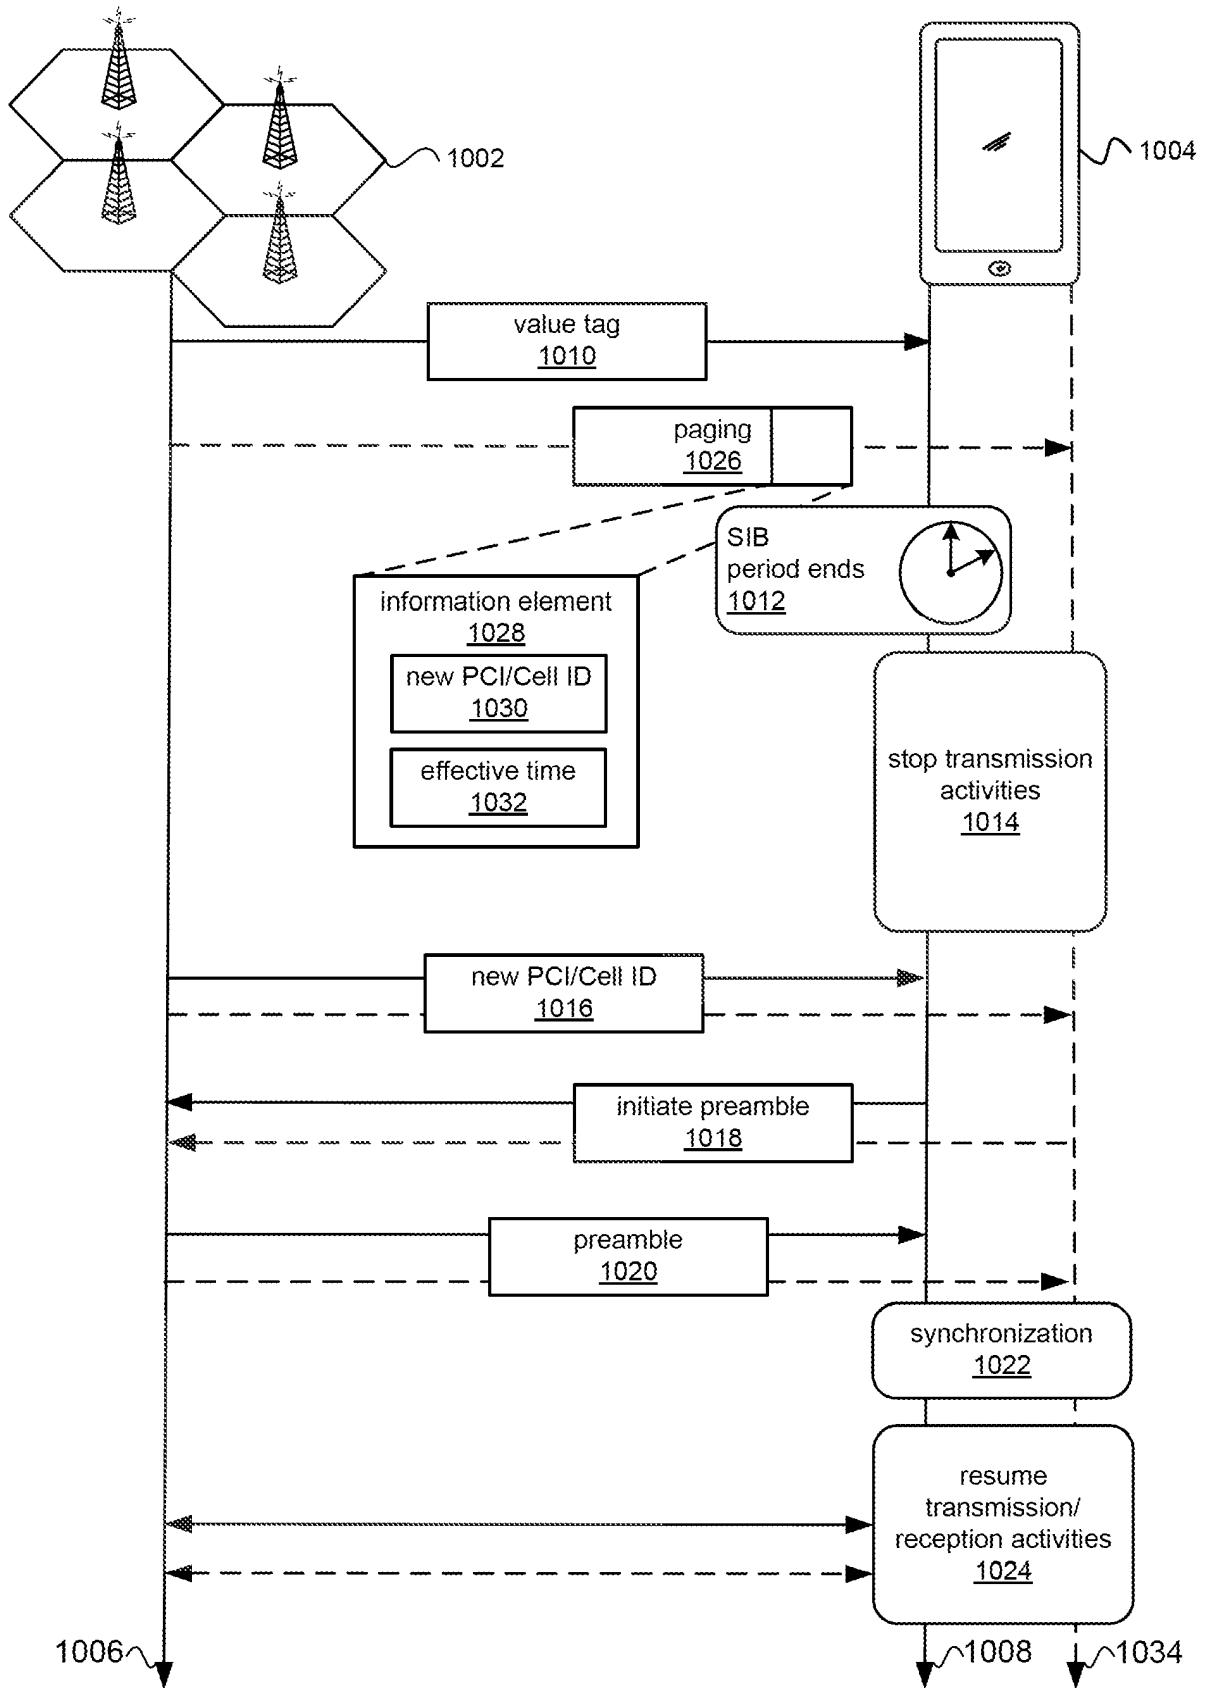 1002
1004
value tag
1010
paging
1026
SIB
period ends
1012
information element
1028
new PCI/Cell ID
1030
effective time
1032
stop transmission
activities
1014
new PCI/Cell ID
1016
initiate preamble
1018
preamble
1020
synchronization
1022
resume
transmission/
reception activities
1024
1006
1008
1034